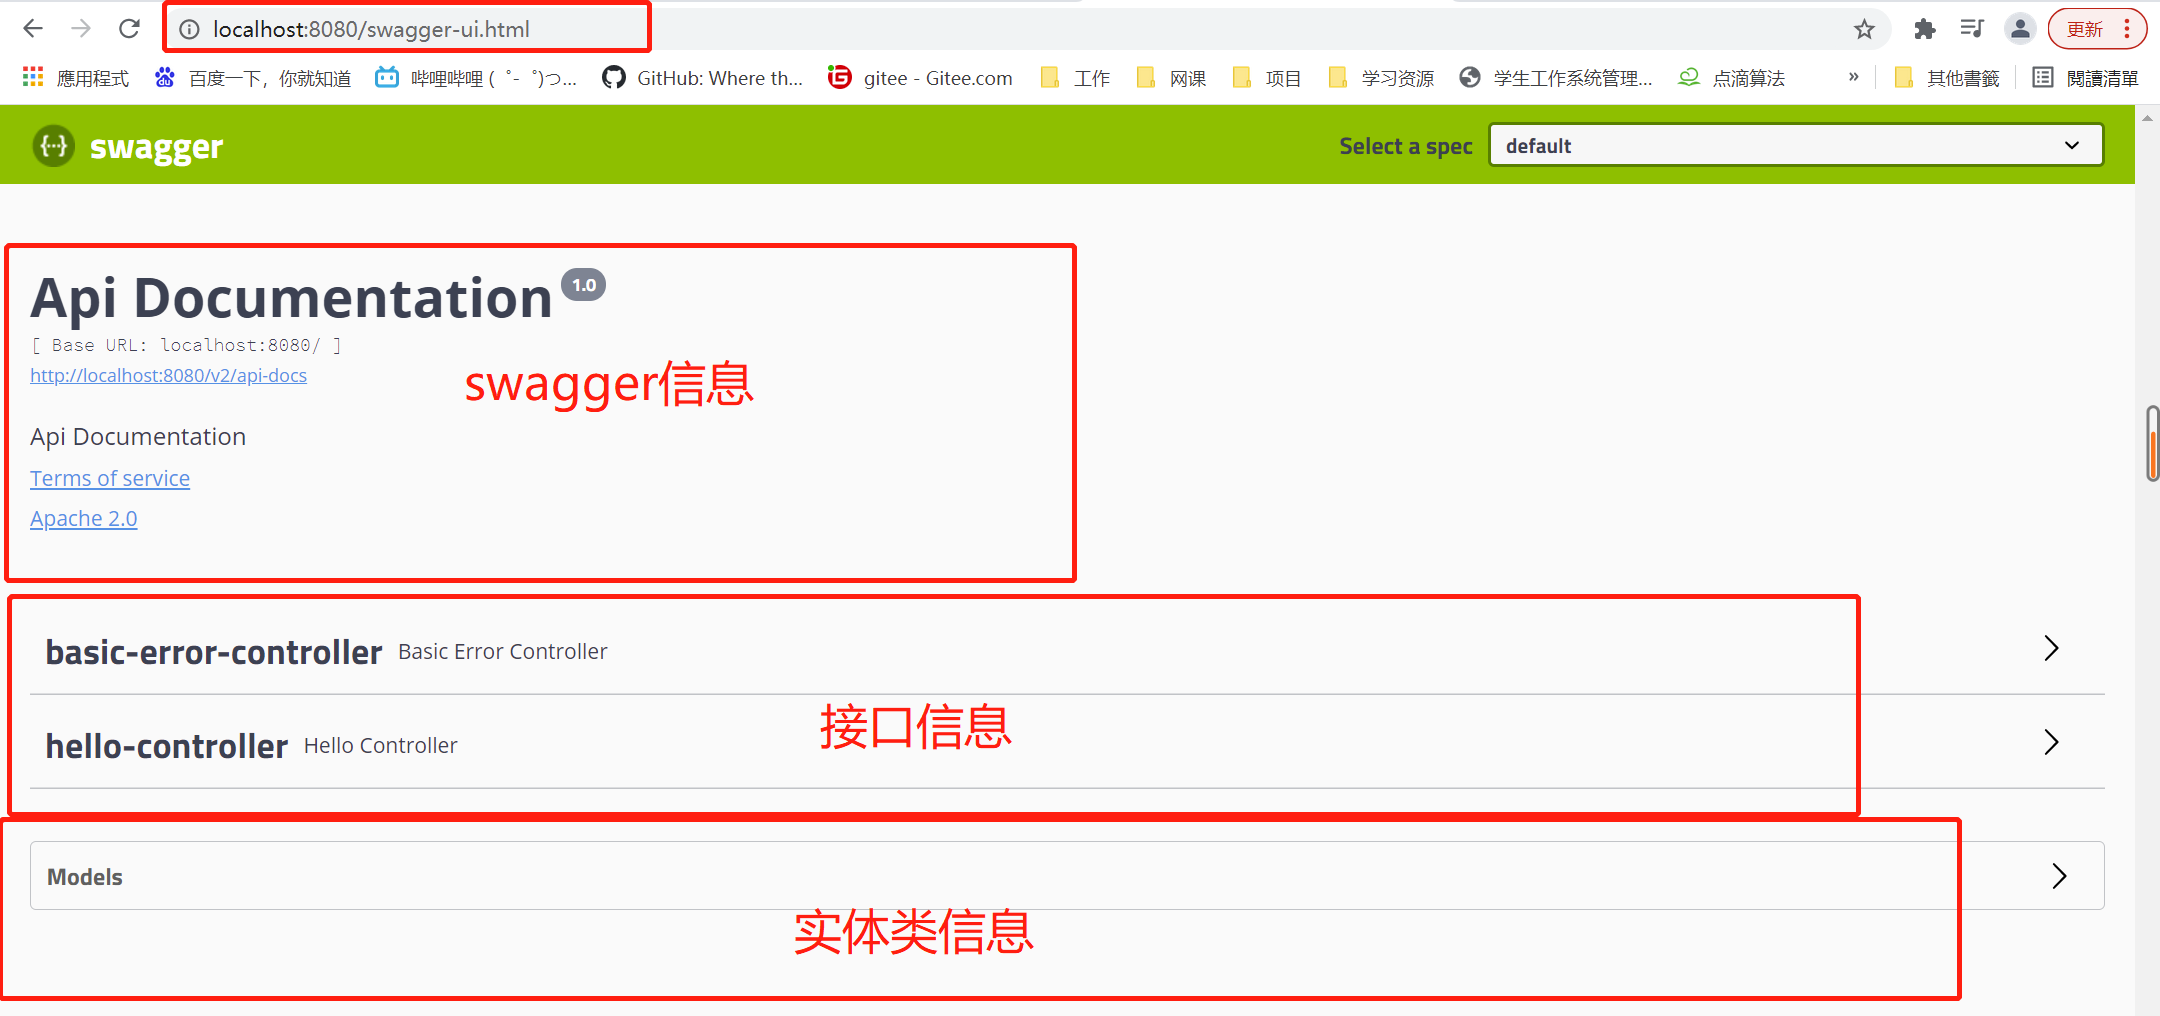 localhost:8080/swagger-ui.html
更新
應用程式
百度一下，你就知道
哔哩哔哩 (゜-゜)つ...
GitHub: Where th...
gitee - Gitee.com
工作
网课
项目
学习资源
学生工作系统管理...
点滴算法
»
其他書籤
閱讀清單
{...} swagger
Select a spec
default
Api Documentation 1.0
[ Base URL: localhost:8080/ ]
http://localhost:8080/v2/api-docs
swagger信息
Api Documentation
Terms of service
Apache 2.0
basic-error-controller Basic Error Controller
接口信息
hello-controller Hello Controller
Models
实体类信息